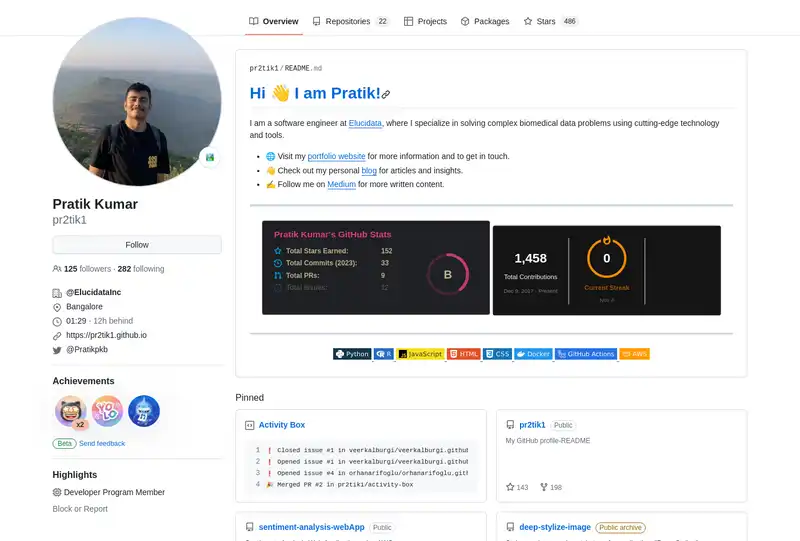 Overview
Repositories 22
Projects
Packages
Stars 486
Pratik Kumar
pr2tik1
Follow
125 followers · 282 following
@ElucidataInc
Bangalore
01:29 - 12h behind
https://pr2tik1.github.io
@Pratikpkb
Achievements
x2
YOLO
Beta Send feedback
Highlights
Developer Program Member
Block or Report
pr2tik1/README.md
Hi 👋 I am Pratik!
I am a software engineer at Elucidata, where I specialize in solving complex biomedical data problems using cutting-edge technology
and tools.
• 🌐 Visit my portfolio website for more information and to get in touch.
• 👋 Check out my personal blog for articles and insights.
• ✍️ Follow me on Medium for more written content.
Pratik Kumar's GitHub Stats
Total Stars Earned: 152
Total Commits (2023): 33
Total PRs: 9
Total Issues: 12
B
1,458
Total Contributions
Dec 9, 2017 - Present
0
Current Streak
Python
R
JavaScript
HTML
CSS
Docker
GitHub Actions
AWS
Pinned
Activity Box
1 ❗ Closed issue #1 in veerkalburgi/veerkalburgi.github
2 ❗ Opened issue #1 in veerkalburgi/veerkalburgi.github
3 ❗ Opened issue #4 in orhanarifoglu/orhanarifoglu.gith
4 🎉 Merged PR #2 in pr2tik1/activity-box
pr2tik1 Public
My GitHub profile-README
143 198
sentiment-analysis-webApp Public
deep-stylize-image Public archive